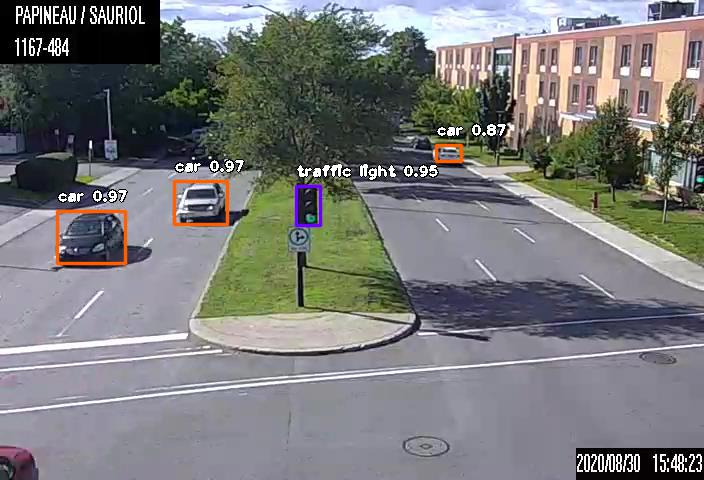 PAPINEAU / SAURIOL
1167-484
car 0.87
car 0.97
traffic light 0.95
car 0.97
2020/08/30 15:48:23